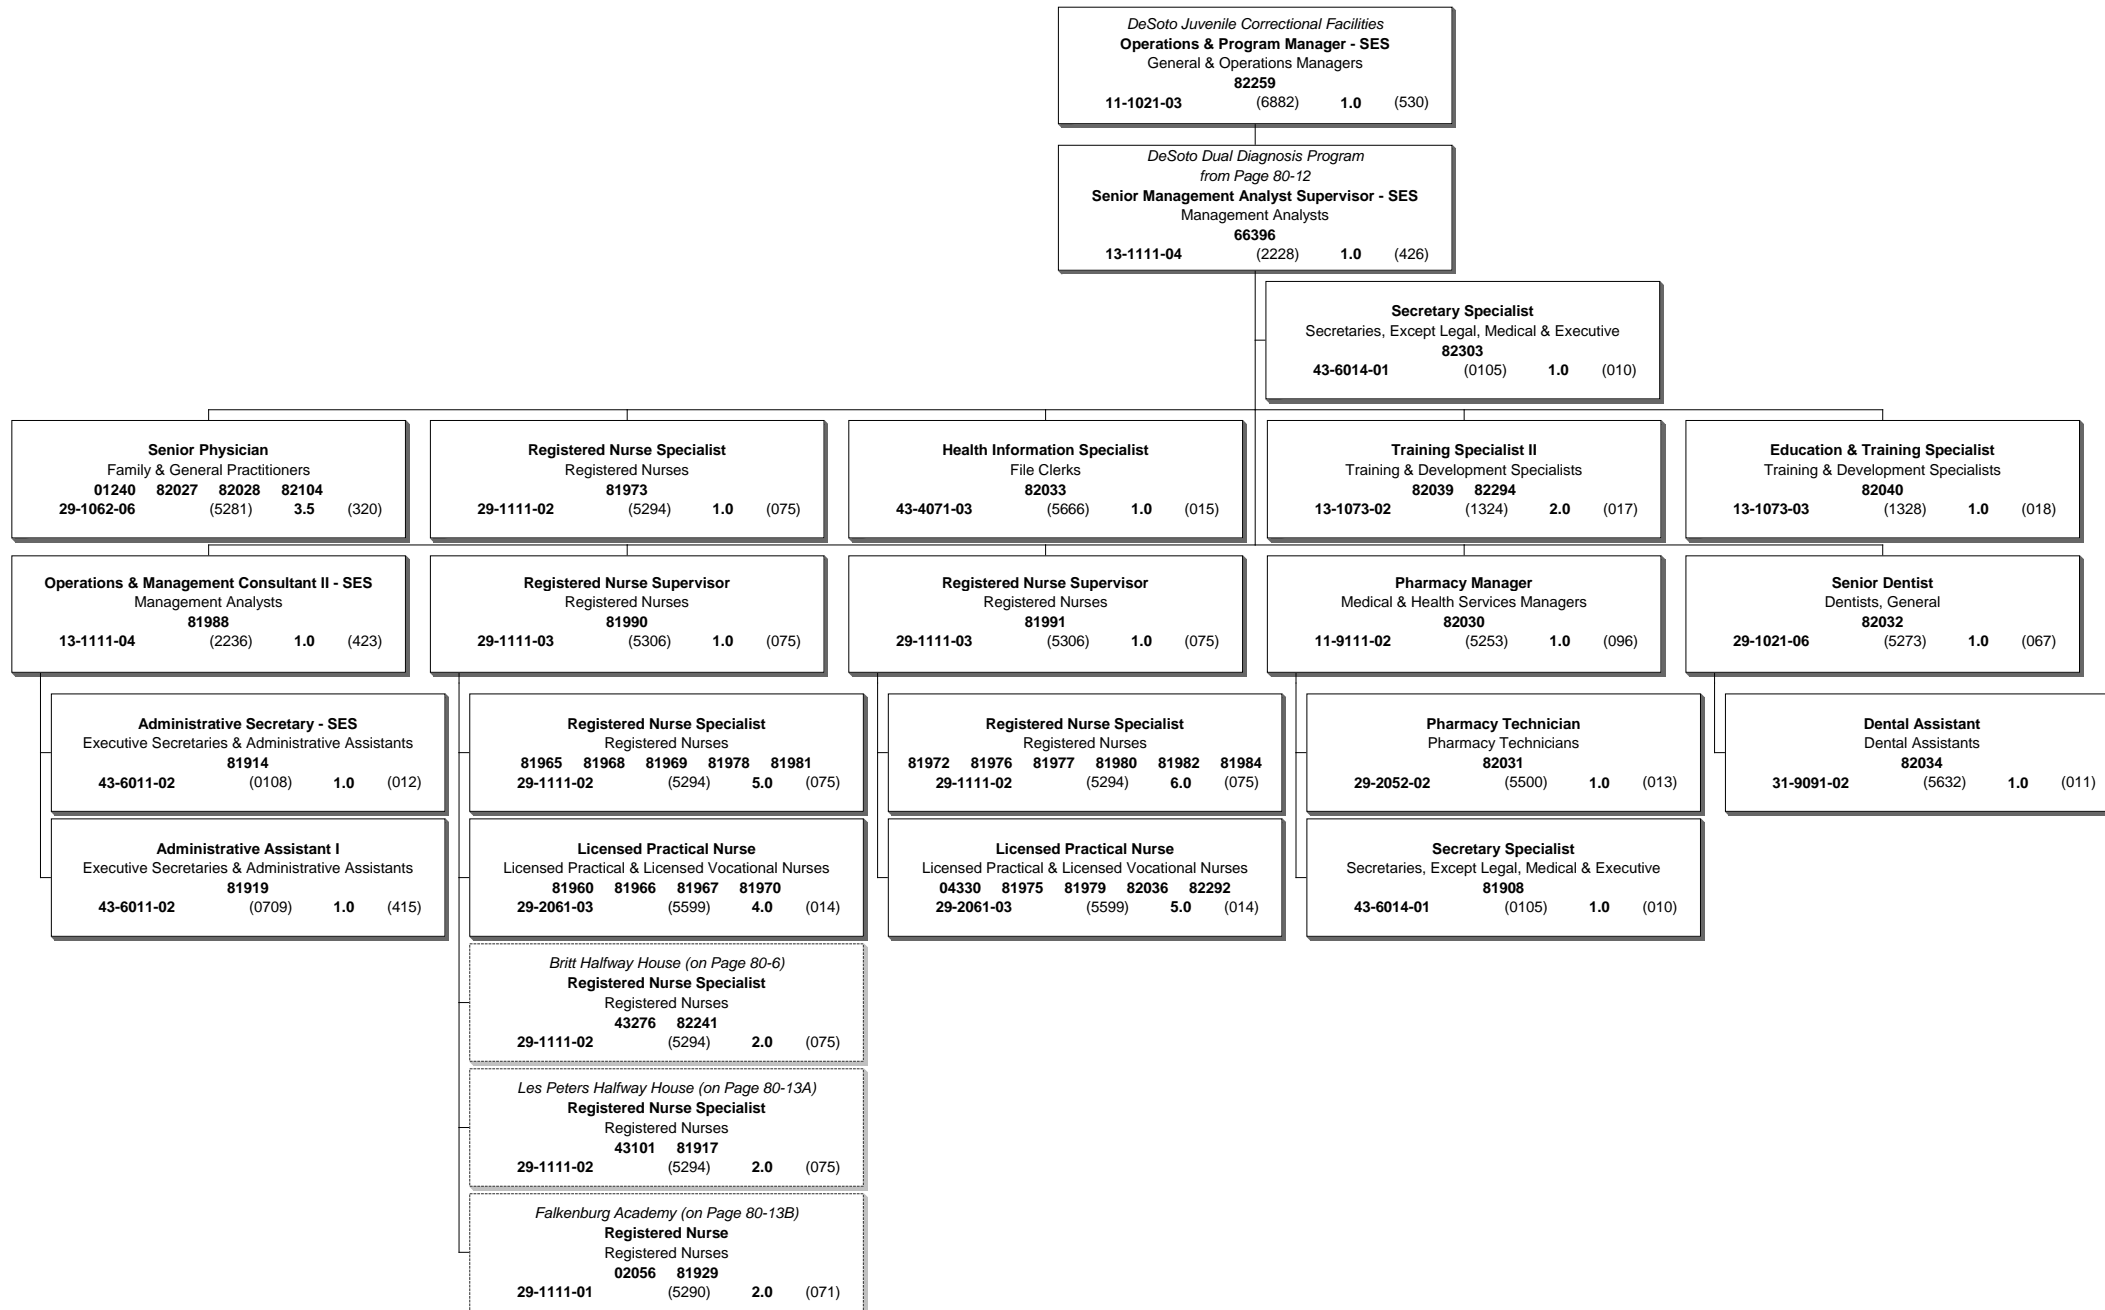 DeSoto Juvenile Correctional Facilities
Operations & Program Manager - SES
General & Operations Managers
82259
11-1021-03 (6882) 1.0 (530)
DeSoto Dual Diagnosis Program
from Page 80-12
Senior Management Analyst Supervisor - SES
Management Analysts
66396
13-1111-04 (2228) 1.0 (426)
Secretary Specialist
Secretaries, Except Legal, Medical & Executive
82303
43-6014-01 (0105) 1.0 (010)
Senior Physician
Family & General Practitioners
01240 82027 82028 82104
29-1062-06 (5281) 3.5 (320)
Registered Nurse Specialist
Registered Nurses
81973
29-1111-02 (5294) 1.0 (075)
Health Information Specialist
File Clerks
82033
43-4071-03 (5666) 1.0 (015)
Training Specialist II
Training & Development Specialists
82039 82294
13-1073-02 (1324) 2.0 (017)
Education & Training Specialist
Training & Development Specialists
82040
13-1073-03 (1328) 1.0 (018)
Operations & Management Consultant II - SES
Management Analysts
81988
13-1111-04 (2236) 1.0 (423)
Registered Nurse Supervisor
Registered Nurses
81990
29-1111-03 (5306) 1.0 (075)
Registered Nurse Supervisor
Registered Nurses
81991
29-1111-03 (5306) 1.0 (075)
Pharmacy Manager
Medical & Health Services Managers
82030
11-9111-02 (5253) 1.0 (096)
Senior Dentist
Dentists, General
82032
29-1021-06 (5273) 1.0 (067)
Administrative Secretary - SES
Executive Secretaries & Administrative Assistants
81914
43-6011-02 (0108) 1.0 (012)
Registered Nurse Specialist
Registered Nurses
81965 81968 81969 81978 81981
29-1111-02 (5294) 5.0 (075)
Registered Nurse Specialist
Registered Nurses
81972 81976 81977 81980 81982 81984
29-1111-02 (5294) 6.0 (075)
Pharmacy Technician
Pharmacy Technicians
82031
29-2052-02 (5500) 1.0 (013)
Dental Assistant
Dental Assistants
82034
31-9091-02 (5632) 1.0 (011)
Administrative Assistant I
Executive Secretaries & Administrative Assistants
81919
43-6011-02 (0709) 1.0 (415)
Licensed Practical Nurse
Licensed Practical & Licensed Vocational Nurses
81960 81966 81967 81970
29-2061-03 (5599) 4.0 (014)
Licensed Practical Nurse
Licensed Practical & Licensed Vocational Nurses
04330 81975 81979 82036 82292
29-2061-03 (5599) 5.0 (014)
Secretary Specialist
Secretaries, Except Legal, Medical & Executive
81908
43-6014-01 (0105) 1.0 (010)
Britt Halfway House (on Page 80-6)
Registered Nurse Specialist
Registered Nurses
43276 82241
29-1111-02 (5294) 2.0 (075)
Les Peters Halfway House (on Page 80-13A)
Registered Nurse Specialist
Registered Nurses
43101 81917
29-1111-02 (5294) 2.0 (075)
Falkenburg Academy (on Page 80-13B)
Registered Nurse
Registered Nurses
02056 81929
29-1111-01 (5290) 2.0 (071)